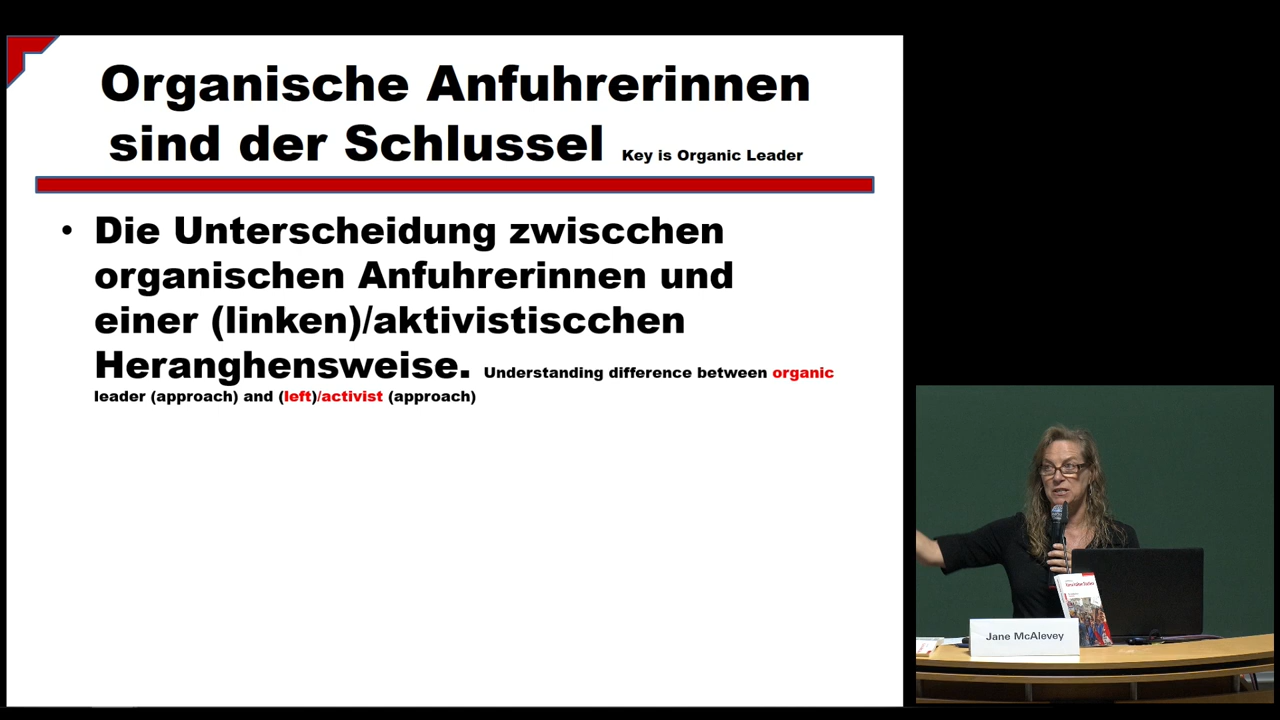 Organische Anfuhrerinnen
sind der Schlussel Key is Organic Leader
• Die Unterscheidung zwiscchen
organischen Anfuhrerinnen und
einer (linken)/aktivistiscchen
Heranghensweise. Understanding difference between organic
leader (approach) and (left)/activist (approach)
Jane McAlevey